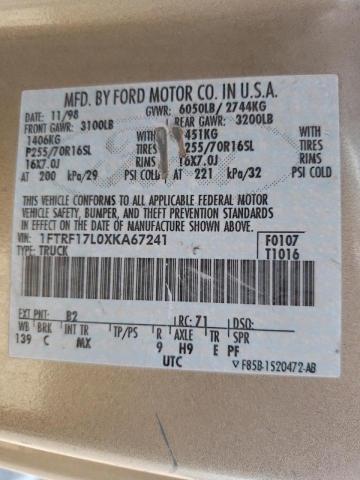 MFD. BY FORD MOTOR CO. IN U.S.A.
DATE: 11/98 GVWR: 6050LB/ 2744KG
FRONT GAWR: 3100LB REAR GAWR: 3200LB
1406KG 1451KG
P255/70R16SL TIRES P255/70R16SL TIRES
16X7.0J RIMS 16X7.0J RIMS
AT 200 kPa/29 PSI COLD AT 221 kPa/32 PSI COLD
THIS VEHICLE CONFORMS TO ALL APPLICABLE FEDERAL MOTOR
VEHICLE SAFETY, BUMPER, AND THEFT PREVENTION STANDARDS IN
EFFECT ON THE DATE OF MANUFACTURE SHOWN ABOVE.
VIN: 1FTRF17L0XKA67241 F0107
TYPE: TRUCK T1016
EXT PNT: B2 RC: 71 DSO:
WB BRK INT TR TP/PS R AXLE TR SPR
139 C MX 9 H9 E PF
UTC
F85B-1520472-AB